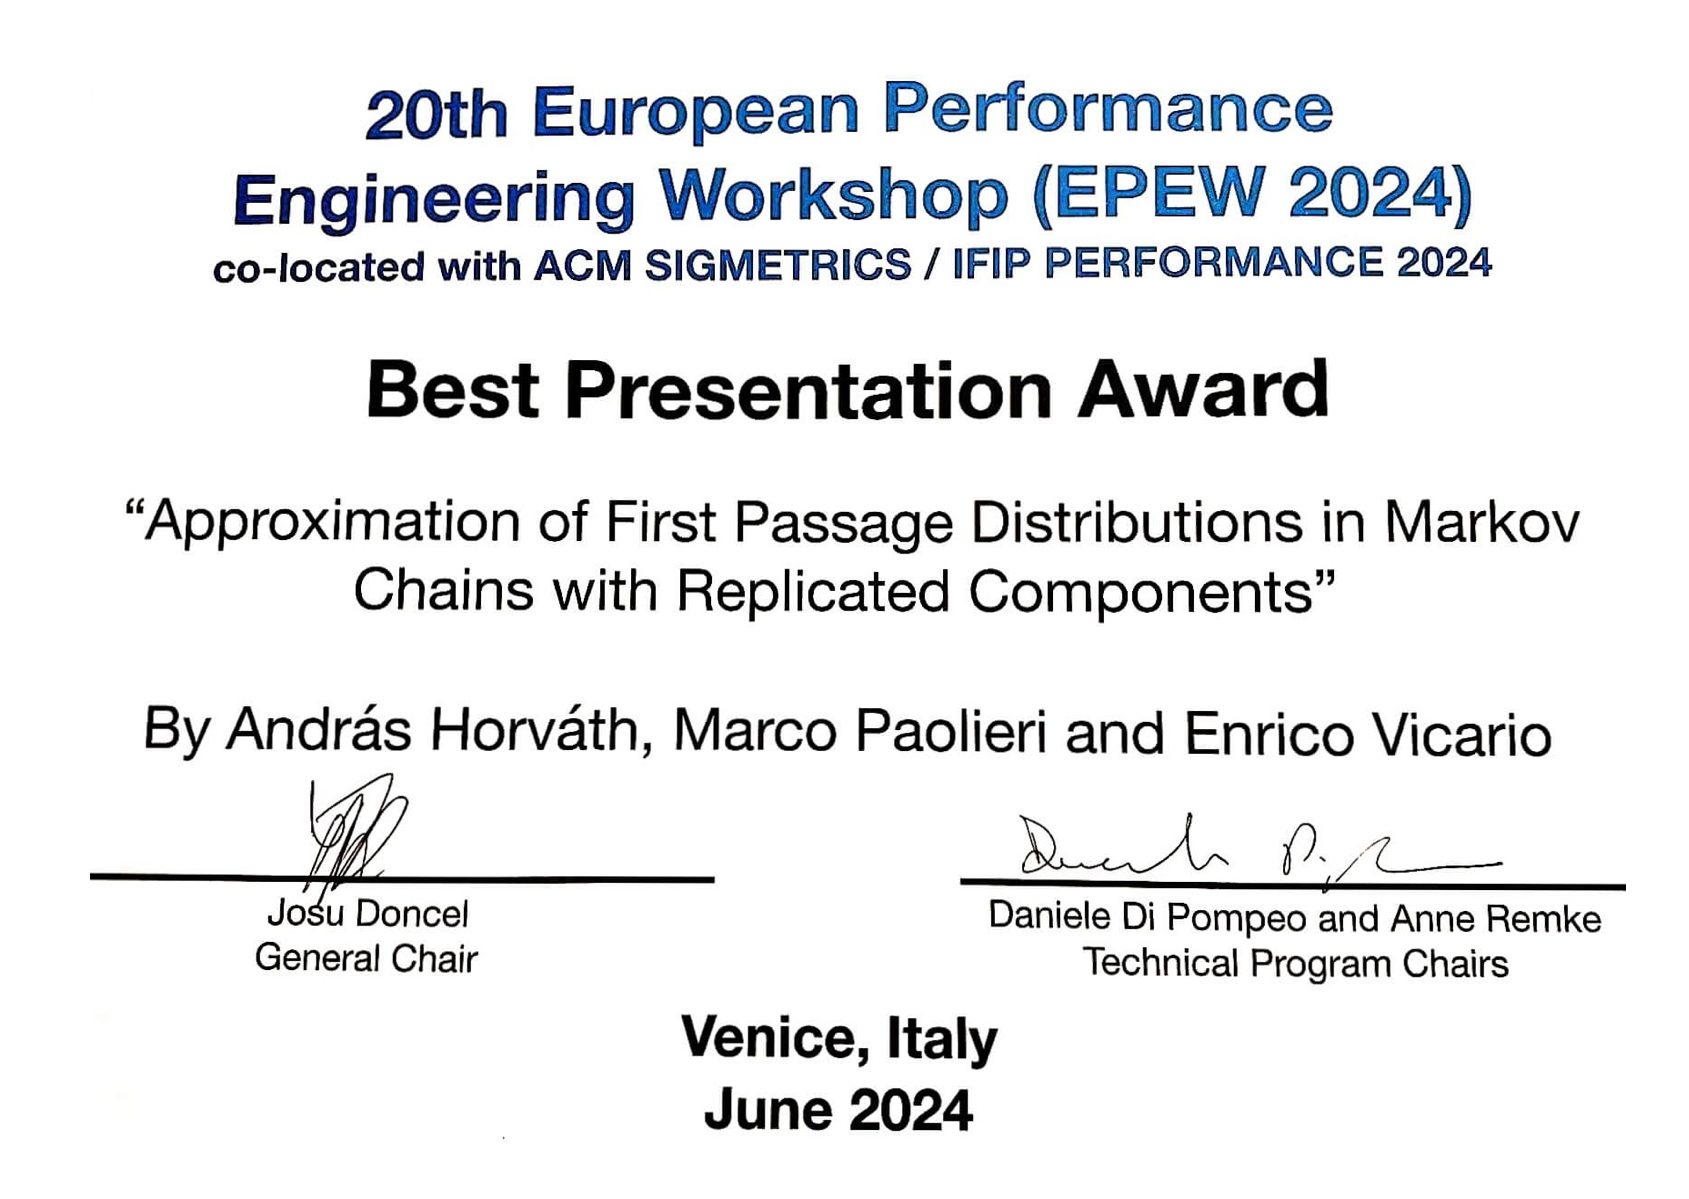 20th European Performance
Engineering Workshop (EPEW 2024)
co-located with ACM SIGMETRICS / IFIP PERFORMANCE 2024
Best Presentation Award
“Approximation of First Passage Distributions in Markov
Chains with Replicated Components”
By András Horváth, Marco Paolieri and Enrico Vicario
Josu Doncel
General Chair
Daniele Di Pompeo and Anne Remke
Technical Program Chairs
Venice, Italy
June 2024